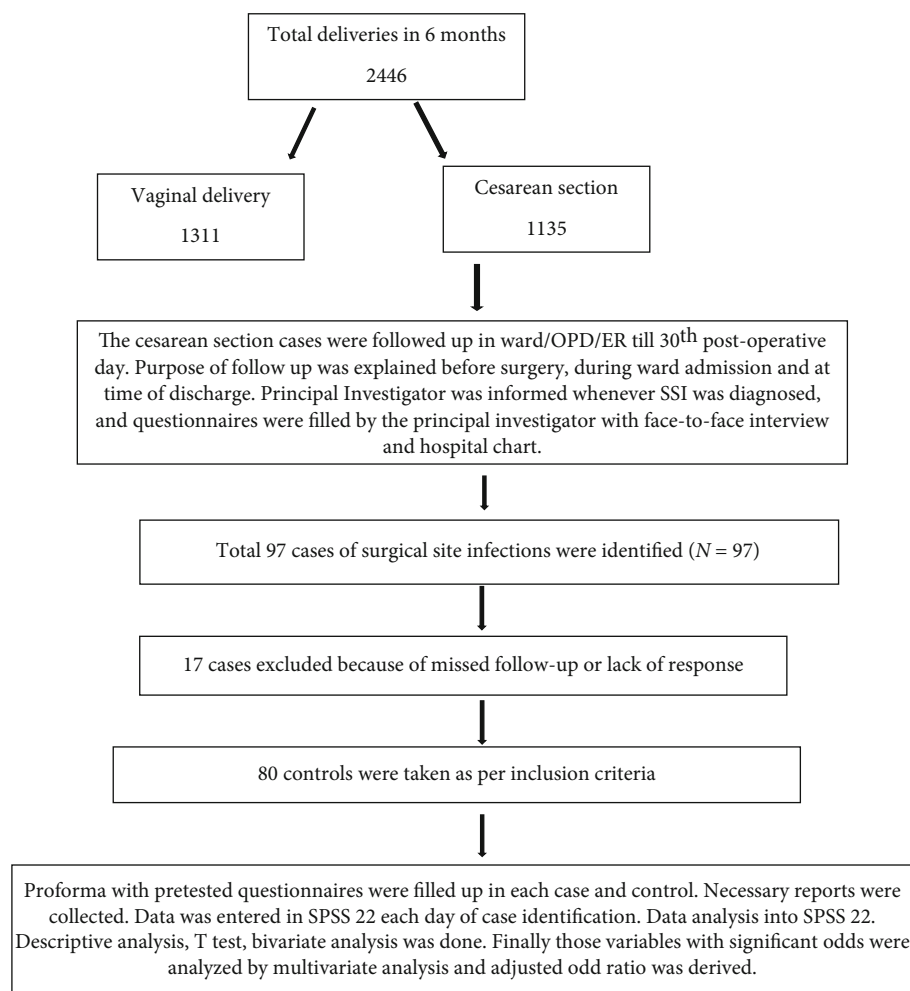 Total deliveries in 6 months
2446
Vaginal delivery
1311
Cesarean section
1135
The cesarean section cases were followed up in ward/OPD/ER till 30th post-operative
day. Purpose of follow up was explained before surgery, during ward admission and at
time of discharge. Principal Investigator was informed whenever SSI was diagnosed,
and questionnaires were filled by the principal investigator with face-to-face interview
and hospital chart.
Total 97 cases of surgical site infections were identified (N = 97)
17 cases excluded because of missed follow-up or lack of response
80 controls were taken as per inclusion criteria
Proforma with pretested questionnaires were filled up in each case and control. Necessary reports were
collected. Data was entered in SPSS 22 each day of case identification. Data analysis into SPSS 22.
Descriptive analysis, T test, bivariate analysis was done. Finally those variables with significant odds were
analyzed by multivariate analysis and adjusted odd ratio was derived.